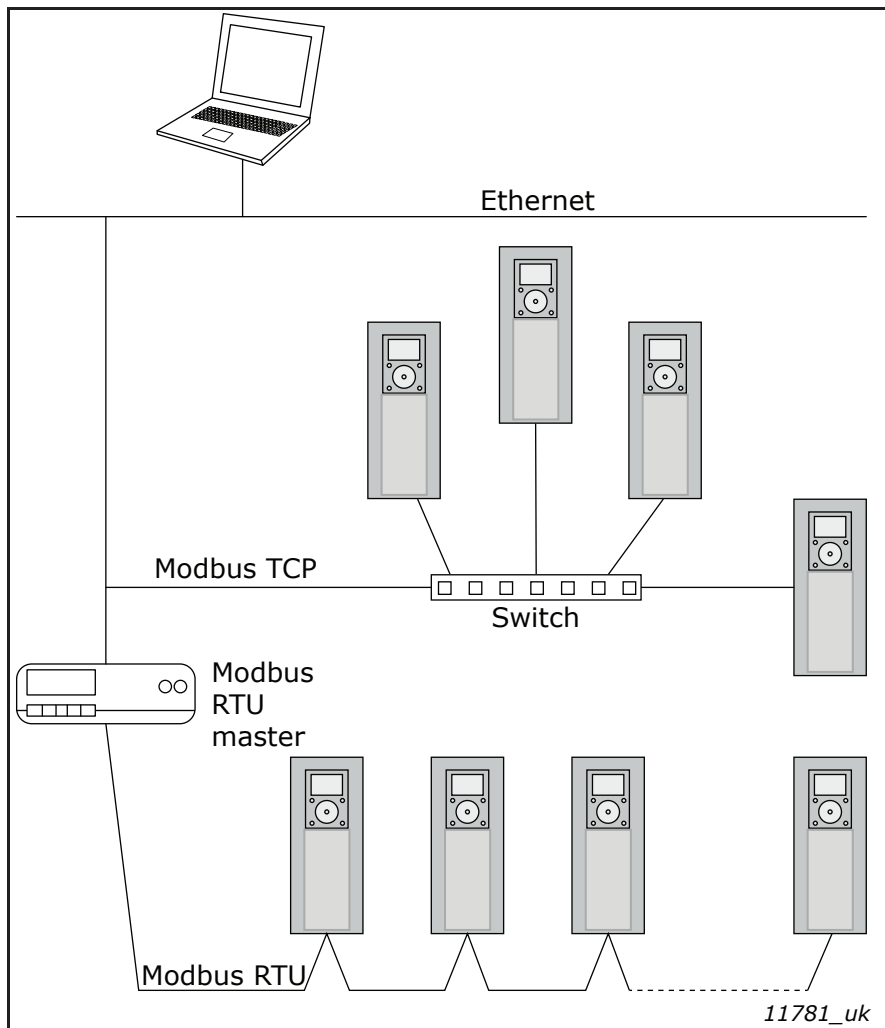 Ethernet
Modbus TCP
Switch
Modbus
RTU
master
Modbus RTU
11781_uk